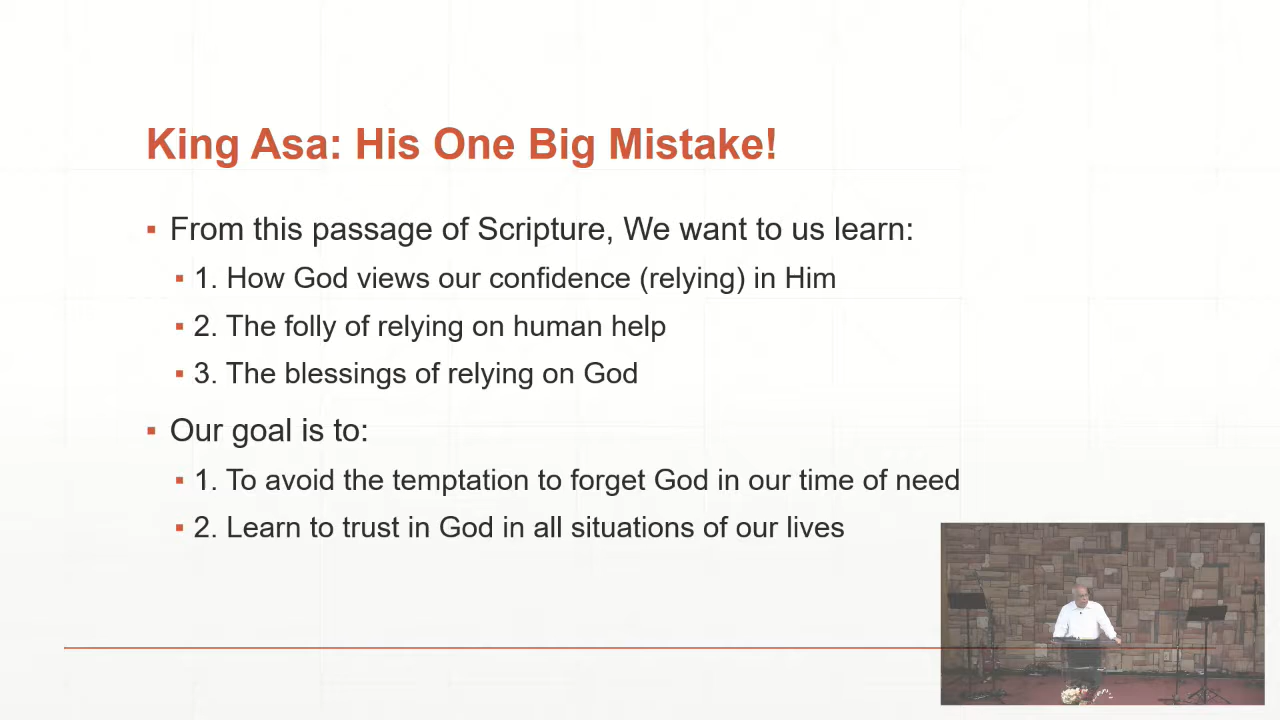 King Asa: His One Big Mistake!
▪ From this passage of Scripture, We want to us learn:
▪ 1. How God views our confidence (relying) in Him
▪ 2. The folly of relying on human help
▪ 3. The blessings of relying on God
▪ Our goal is to:
▪ 1. To avoid the temptation to forget God in our time of need
▪ 2. Learn to trust in God in all situations of our lives